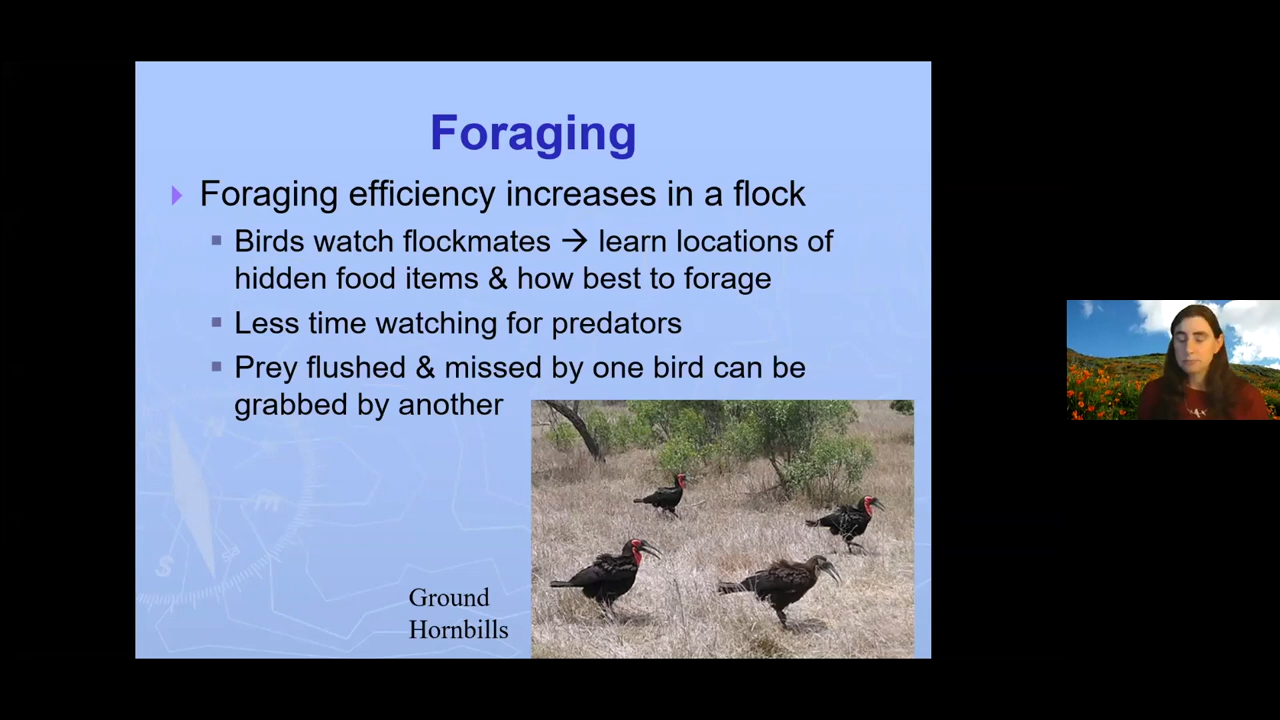 Foraging
Foraging efficiency increases in a flock
Birds watch flockmates → learn locations of
hidden food items & how best to forage
Less time watching for predators
Prey flushed & missed by one bird can be
grabbed by another
Ground
Hornbills